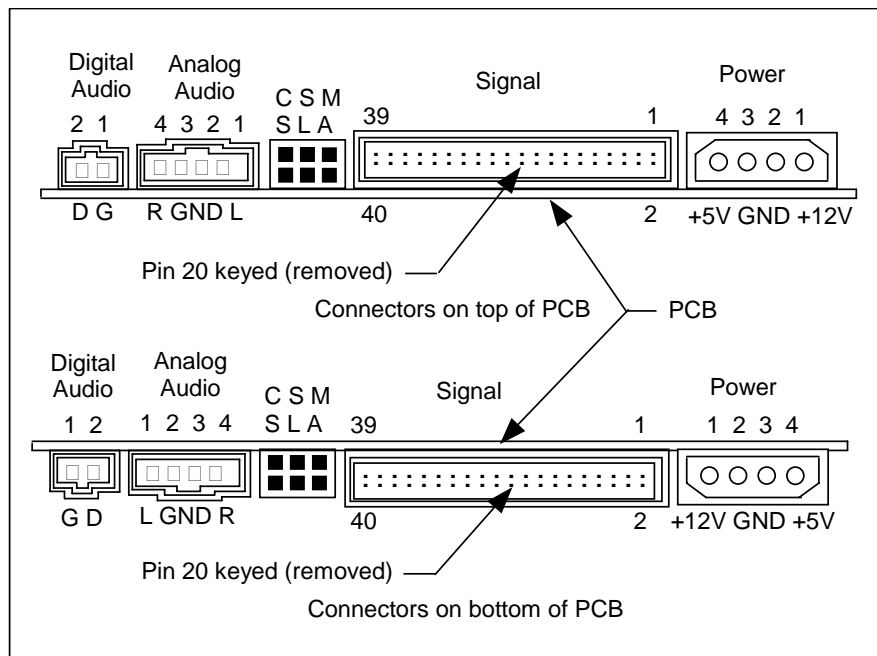 Digital Audio
Analog Audio
C S M
S L A
Signal
Power
2 1
4 3 2 1
39
1
4 3 2 1
D G
R GND L
40
2
+5V GND +12V
Pin 20 keyed (removed)
Connectors on top of PCB
PCB
Digital Audio
Analog Audio
C S M
S L A
Signal
Power
1 2
1 2 3 4
39
1
1 2 3 4
G D
L GND R
40
2
+12V GND +5V
Pin 20 keyed (removed)
Connectors on bottom of PCB